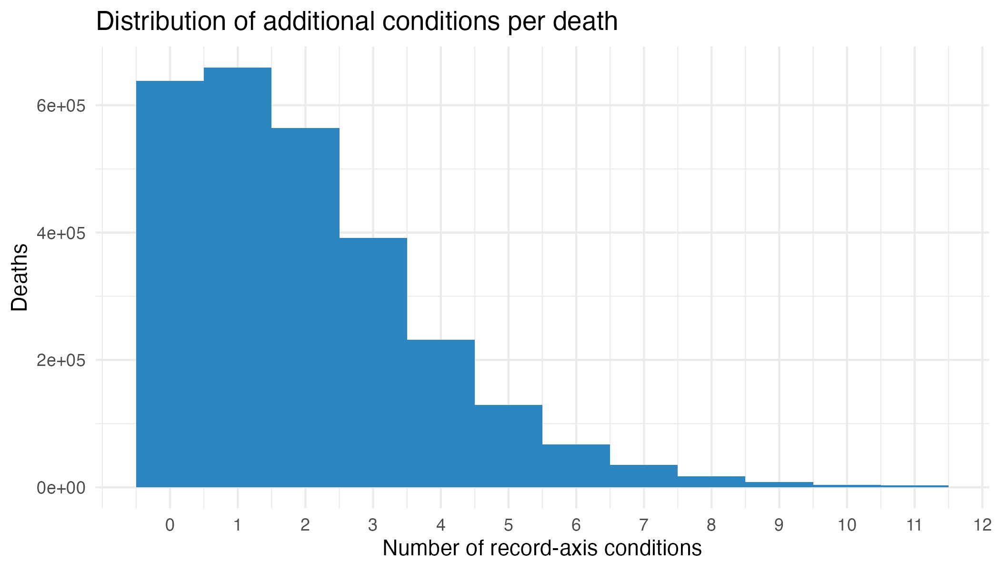 Distribution of additional conditions per death
Deaths
6e+05
4e+05
2e+05
0e+00
0 1 2 3 4 5 6 7 8 9 10 11 12
Number of record-axis conditions